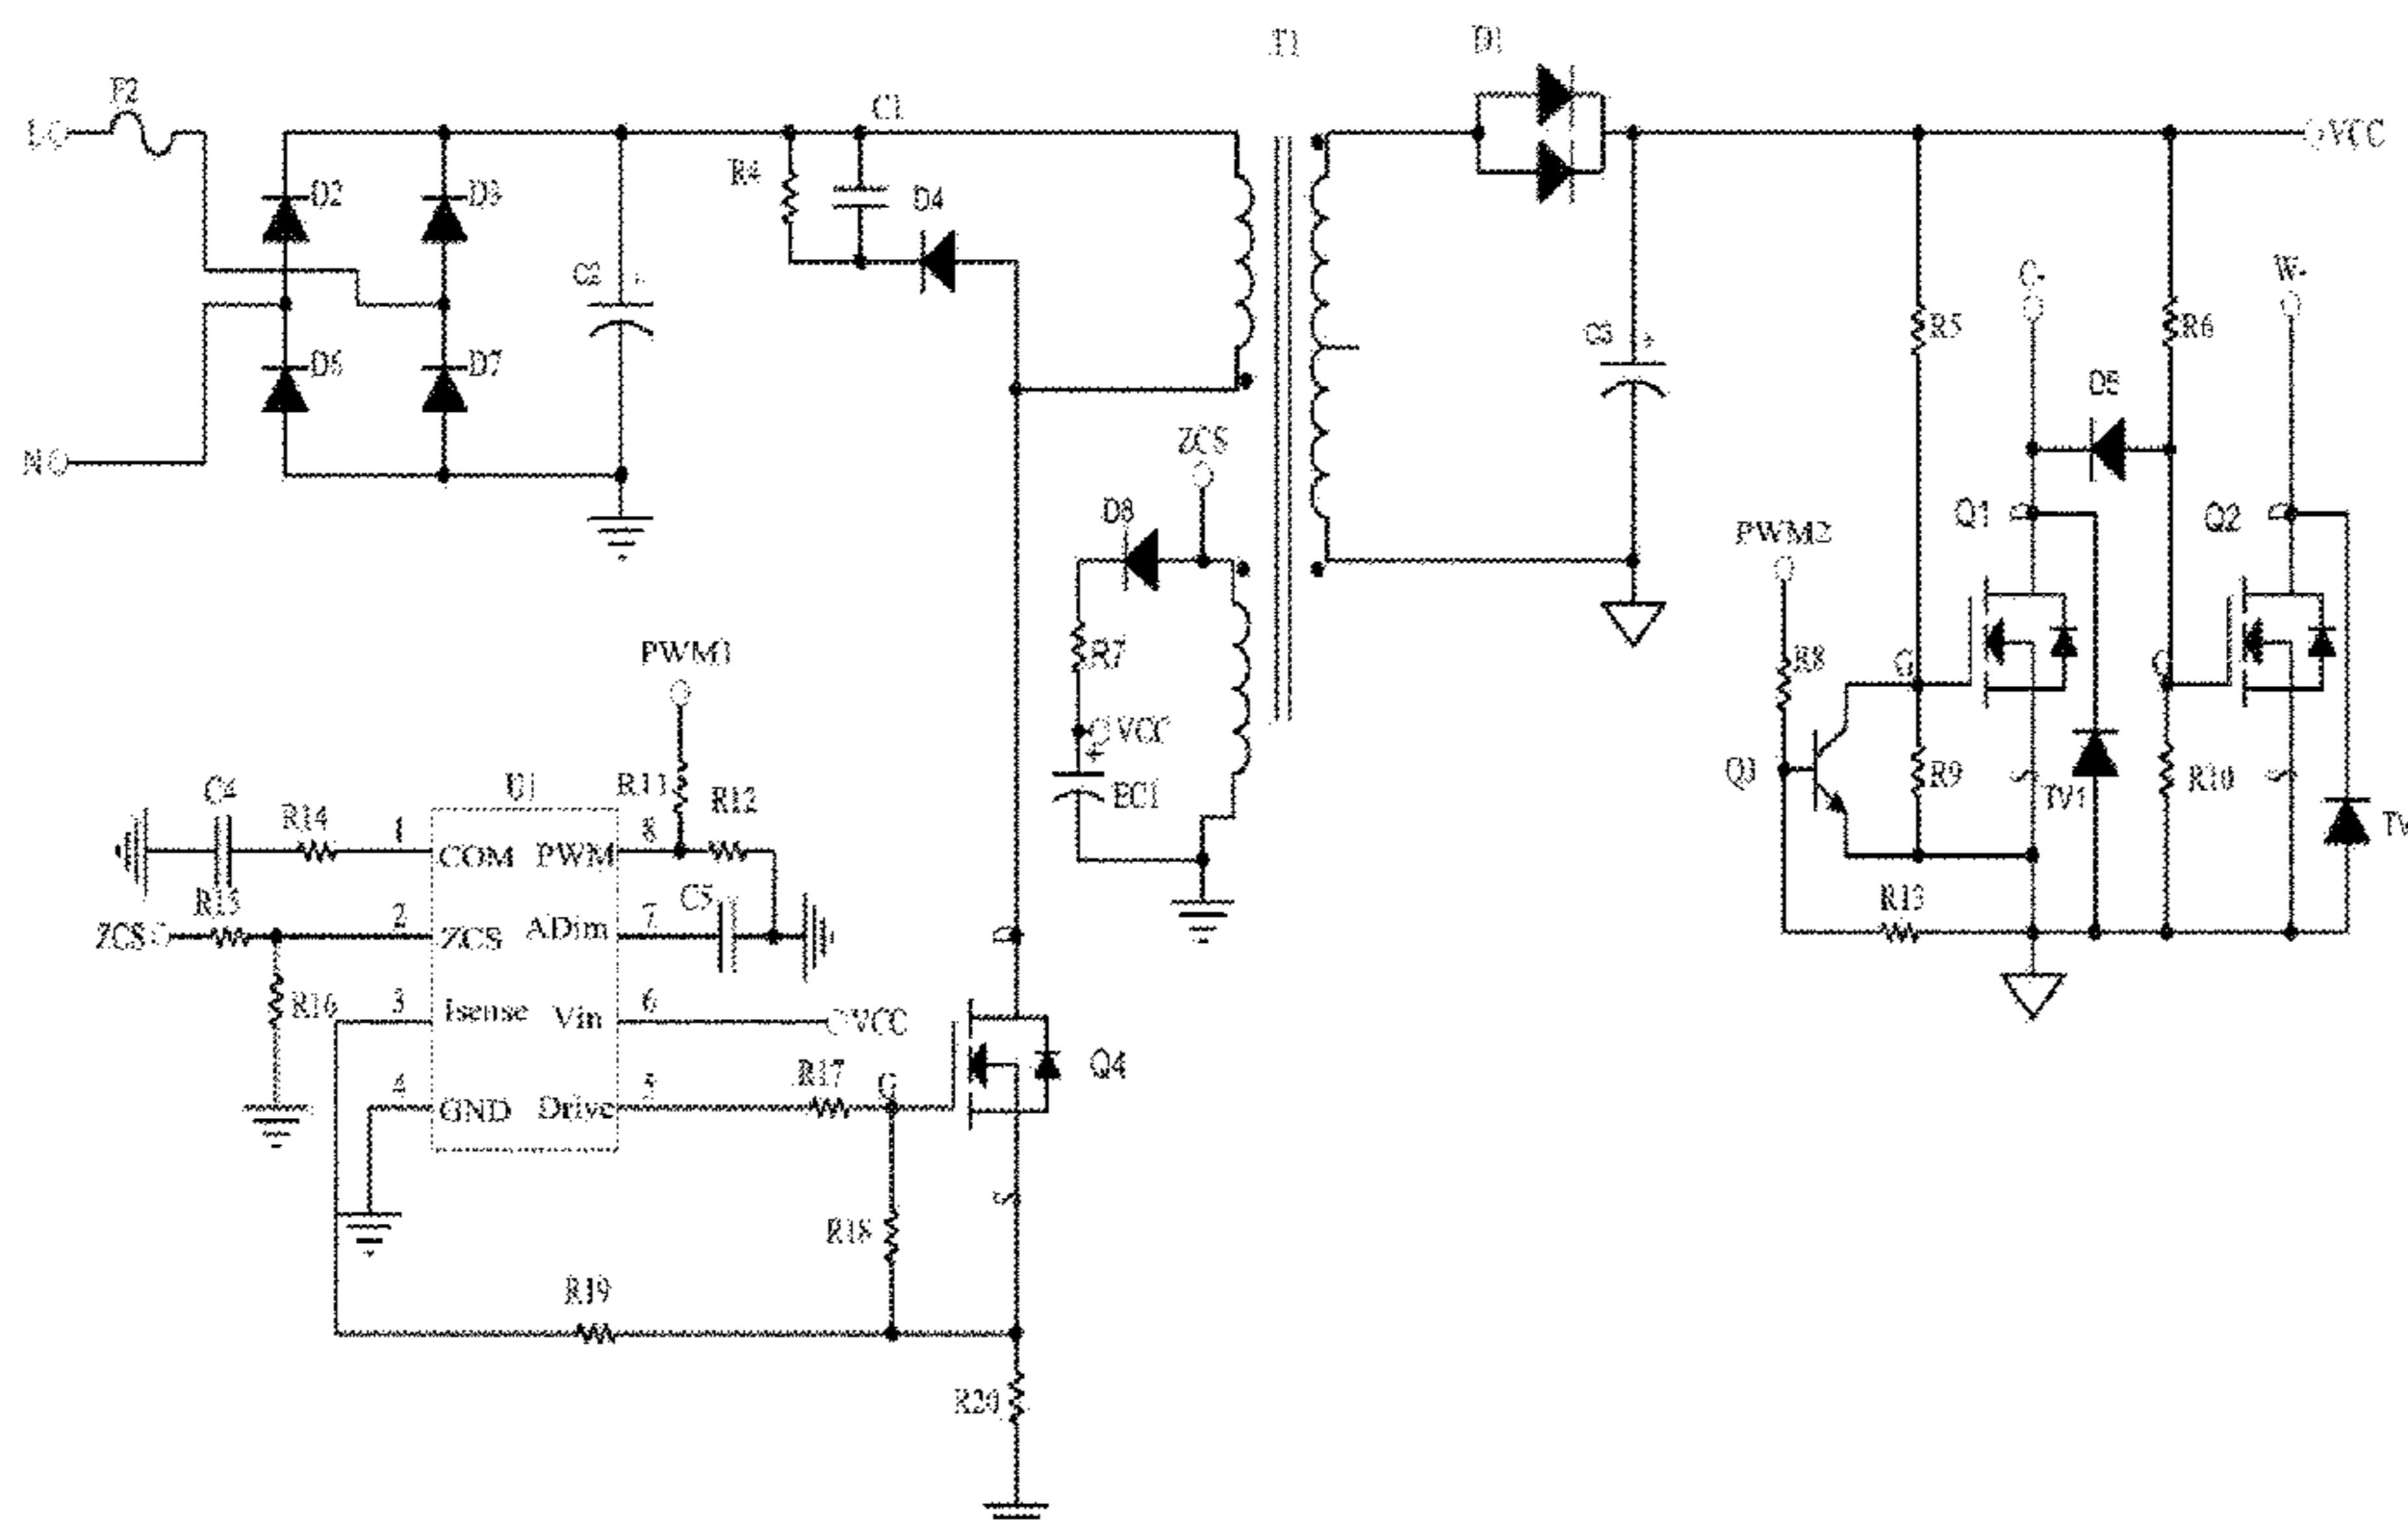 T1
D1
F2
L
C1
VCC
R4
D4
D2
D3
C2
C-
W-
R5
R6
C3
D6
D7
D5
N
ZCS
D8
Q1
D
Q2
D
PWM2
PWM1
R7
R8
G
G
VCC
Q3
R9
S
R10
S
TV1
EC1
C4
U1
R11
R12
R14
1
8
COM
PWM
R15
C5
2
7
ZCS
ZCS
ADim
R13
D
R16
3
6
Isense
Vin
VCC
Q4
R17
G
4
5
GND
Drive
S
R18
R19
R20